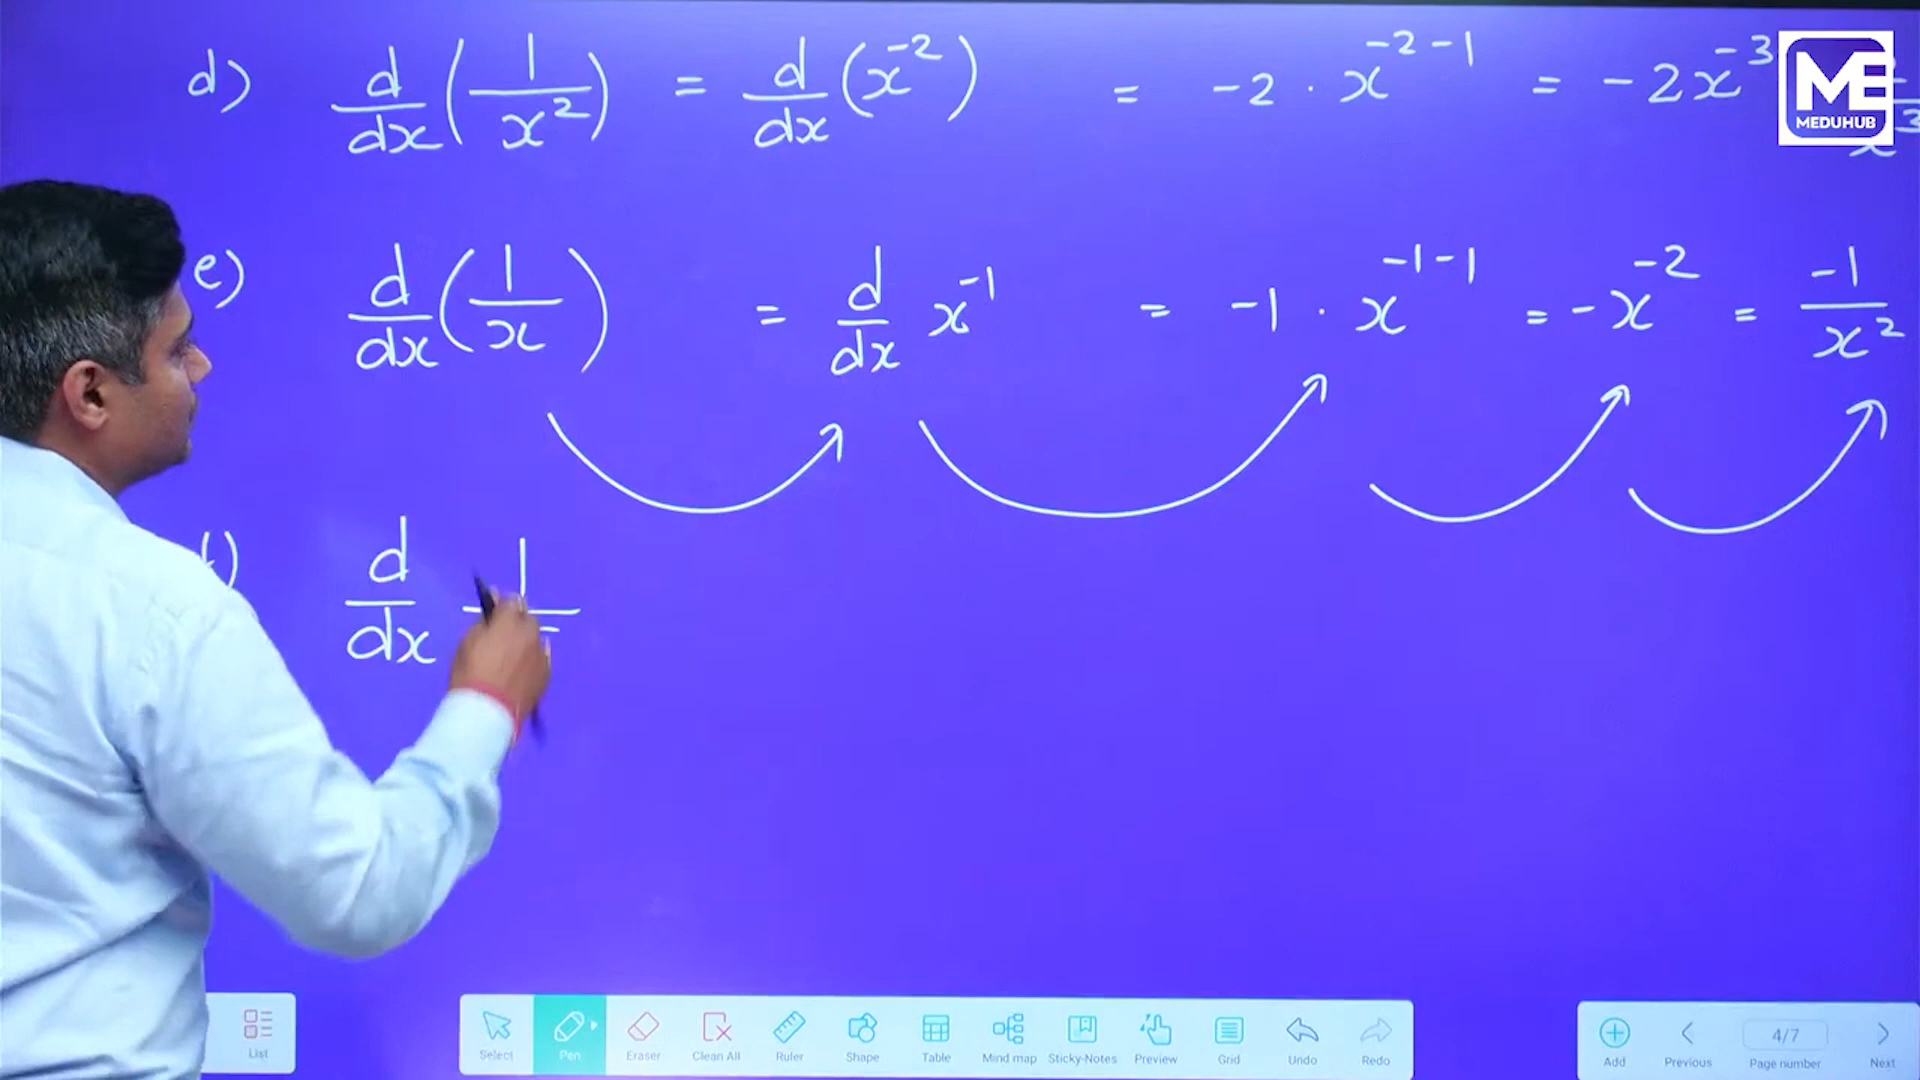 d) d/dx (1/x²) = d/dx (x⁻²) = -2 · x⁻²⁻¹ = -2x⁻³
ME
MEDUHUB
e) d/dx (1/x) = d/dx x⁻¹ = -1 · x⁻¹⁻¹ = -x⁻² = -1/x²
d/dx 1
List
Select
Pen
Eraser
Clean All
Ruler
Shape
Table
Mind map
Sticky-Notes
Preview
Grid
Undo
Redo
Add
Previous
4/7
Page number
Next